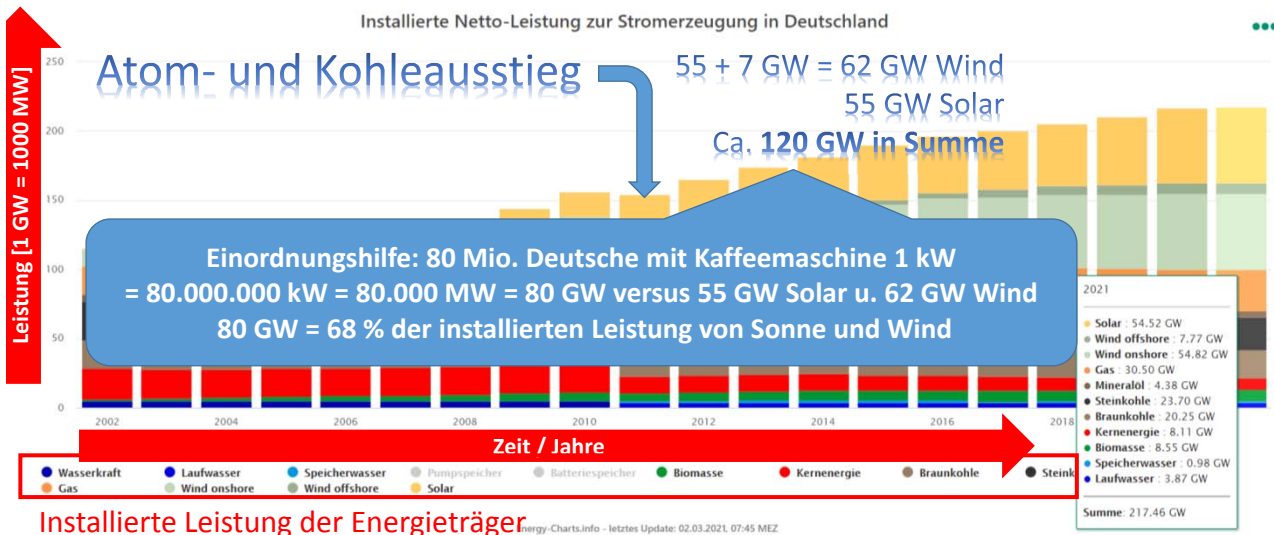 Installierte Netto-Leistung zur Stromerzeugung in Deutschland
Leistung [1 GW = 1000 MW]
250
200
150
100
50
0
Atom- und Kohleausstieg
55 + 7 GW = 62 GW Wind
55 GW Solar
Ca. 120 GW in Summe
Einordnungshilfe: 80 Mio. Deutsche mit Kaffeemaschine 1 kW
= 80.000.000 kW = 80.000 MW = 80 GW versus 55 GW Solar u. 62 GW Wind
80 GW = 68 % der installierten Leistung von Sonne und Wind
2002 2004 2006 2008 2010 2012 2014 2016 2018
Zeit / Jahre
2021
Solar : 54.52 GW
Wind offshore : 7.77 GW
Wind onshore : 54.82 GW
Gas : 30.50 GW
Mineralöl : 4.38 GW
Steinkohle : 23.70 GW
Braunkohle : 20.25 GW
Kernenergie : 8.11 GW
Biomasse : 8.55 GW
Speicherwasser : 0.98 GW
Laufwasser : 3.87 GW
Summe: 217.46 GW
Wasserkraft Laufwasser Speicherwasser Pumpspeicher Batteriespeicher Biomasse Kernenergie Braunkohle Steink
Gas Wind onshore Wind offshore Solar
Installierte Leistung der Energieträger
nergy-Charts.info - letztes Update: 02.03.2021, 07:45 MEZ